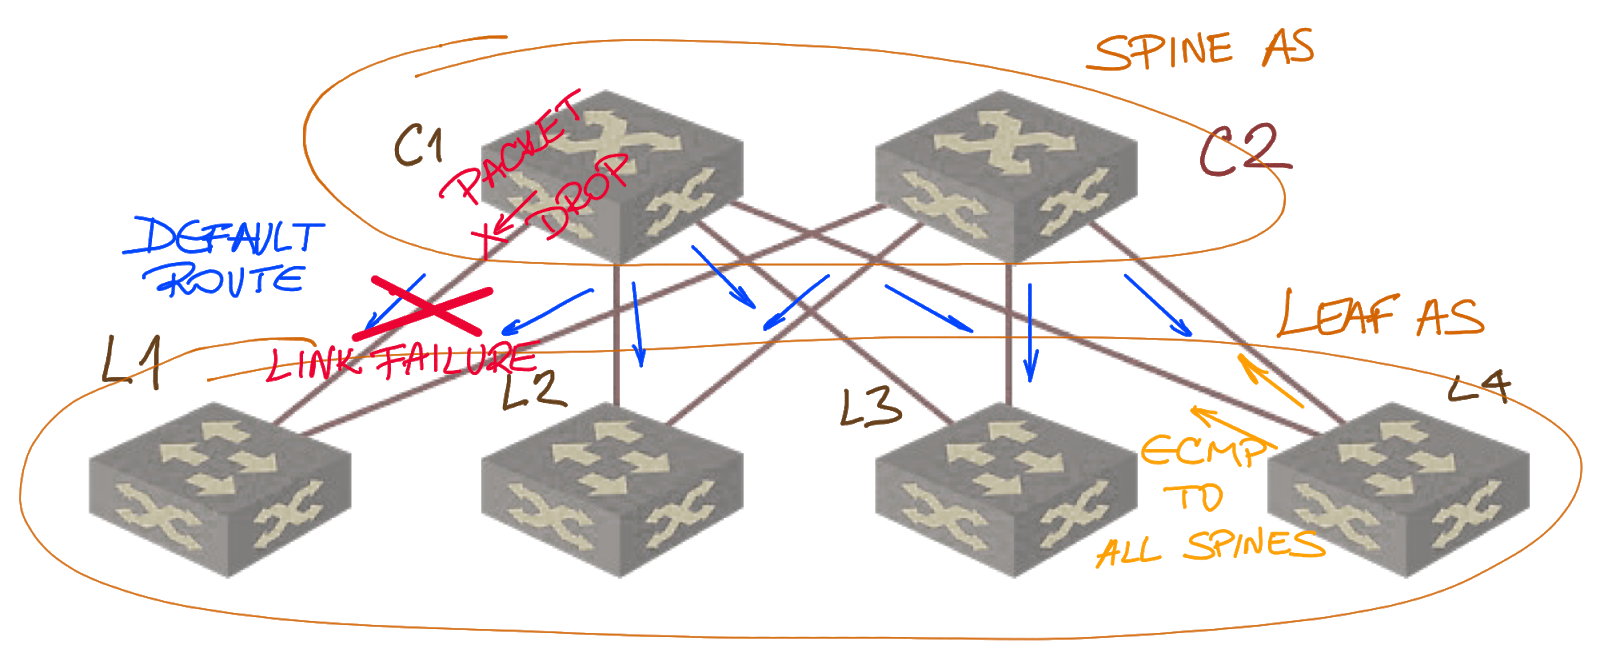 SPINE AS
C1
PACKET
DROP
C2
DEFAULT
ROUTE
LEAF AS
L1
LINK FAILURE
L2
L3
L4
ECMP
TO
ALL SPINES